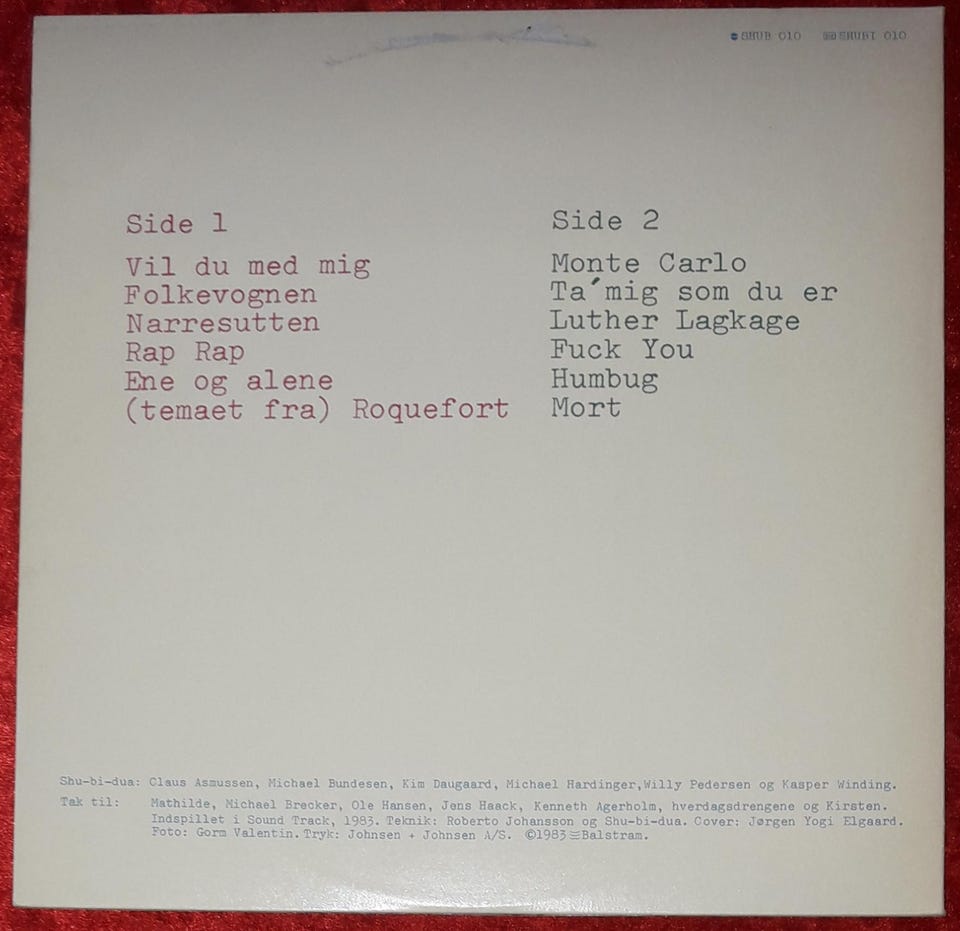 SHUB 010 SHUBI 010
Side 1
Vil du med mig
Folkevognen
Narresutten
Rap Rap
Ene og alene
(temaet fra) Roquefort
Side 2
Monte Carlo
Ta´mig som du er
Luther Lagkage
Fuck You
Humbug
Mort
Shu-bi-dua: Claus Asmussen, Michael Bundesen, Kim Daugaard, Michael Hardinger,Willy Pedersen og Kasper Winding.
Tak til: Mathilde, Michael Brecker, Ole Hansen, Jens Haack, Kenneth Agerholm, hverdagsdrengene og Kirsten.
Indspillet i Sound Track, 1983. Teknik: Roberto Johansson og Shu-bi-dua. Cover: Jørgen Yogi Elgaard.
Foto: Gorm Valentin. Tryk: Johnsen + Johnsen A/S. ©1983 Balstram.